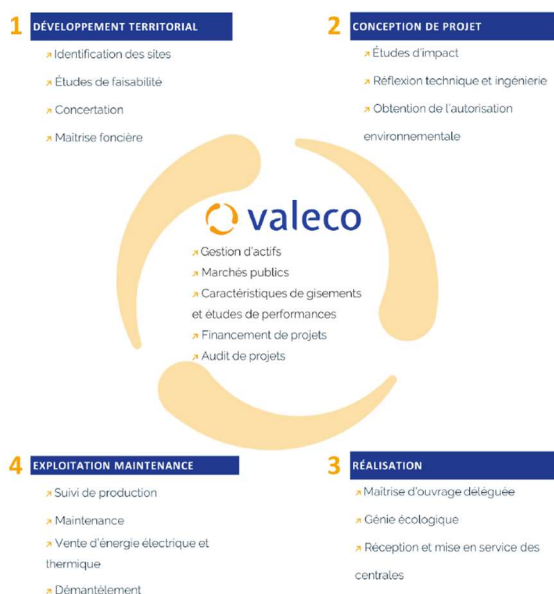 1 DÉVELOPPEMENT TERRITORIAL
↗ Identification des sites
↗ Études de faisabilité
↗ Concertation
↗ Maîtrise foncière
2 CONCEPTION DE PROJET
↗ Études d'impact
↗ Réflexion technique et ingénierie
↗ Obtention de l'autorisation
environnementale
valeco
↗ Gestion d'actifs
↗ Marchés publics
↗ Caractéristiques de gisements
et études de performances
↗ Financement de projets
↗ Audit de projets
4 EXPLOITATION MAINTENANCE
↗ Suivi de production
↗ Maintenance
↗ Vente d'énergie électrique et
thermique
↗ Démantèlement
3 RÉALISATION
↗ Maîtrise d'ouvrage déléguée
↗ Génie écologique
↗ Réception et mise en service des
centrales